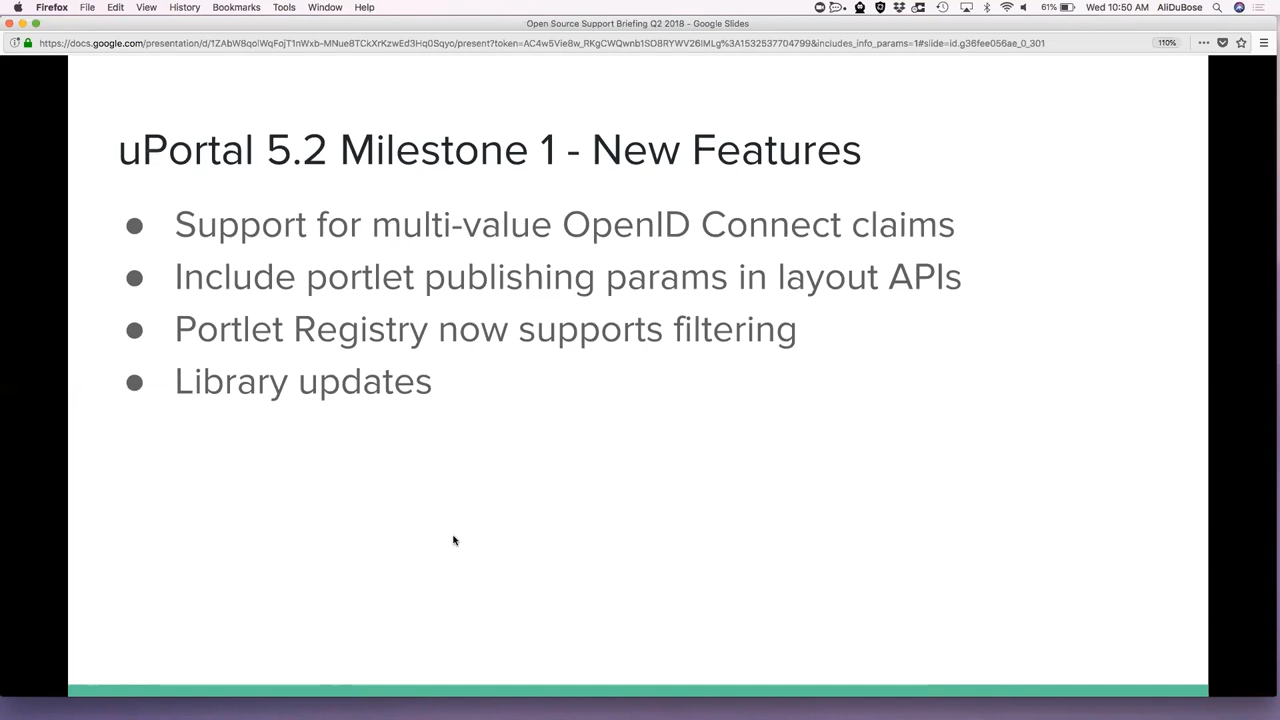 Firefox File Edit View History Bookmarks Tools Window Help 61% Wed 10:50 AM AliDuBose
Open Source Support Briefing Q2 2018 - Google Slides
110%
uPortal 5.2 Milestone 1 - New Features
● Support for multi-value OpenID Connect claims
● Include portlet publishing params in layout APIs
● Portlet Registry now supports filtering
● Library updates